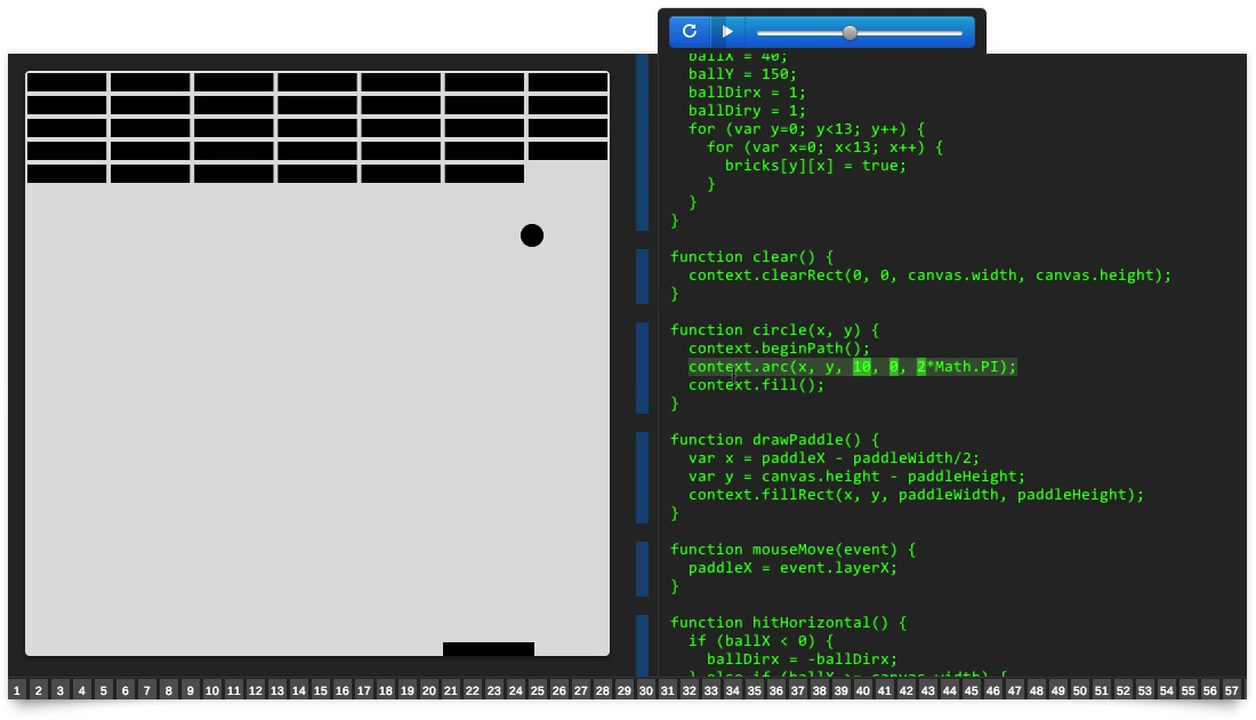 ballX = 40;
ballY = 150;
ballDirx = 1;
ballDiry = 1;
for (var y=0; y<13; y++) {
for (var x=0; x<13; x++) {
bricks[y][x] = true;
}
}
}
function clear() {
context.clearRect(0, 0, canvas.width, canvas.height);
}
function circle(x, y) {
context.beginPath();
context.arc(x, y, 10, 0, 2*Math.PI);
context.fill();
}
function drawPaddle() {
var x = paddleX - paddleWidth/2;
var y = canvas.height - paddleHeight;
context.fillRect(x, y, paddleWidth, paddleHeight);
}
function mouseMove(event) {
paddleX = event.layerX;
}
function hitHorizontal() {
if (ballX < 0) {
ballDirx = -ballDirx;
} else if (ballX >= canvas.width) {
1 2 3 4 5 6 7 8 9 10 11 12 13 14 15 16 17 18 19 20 21 22 23 24 25 26 27 28 29 30 31 32 33 34 35 36 37 38 39 40 41 42 43 44 45 46 47 48 49 50 51 52 53 54 55 56 57